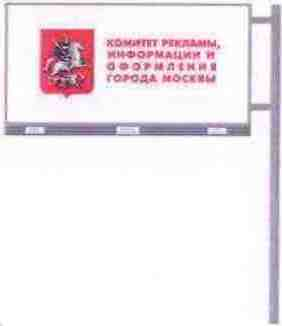 КОМИТЕТ РЕКЛАМЫ,
ИНФОРМАЦИИ И
ОФОРМЛЕНИЯ
ГОРОДА МОСКВЫ